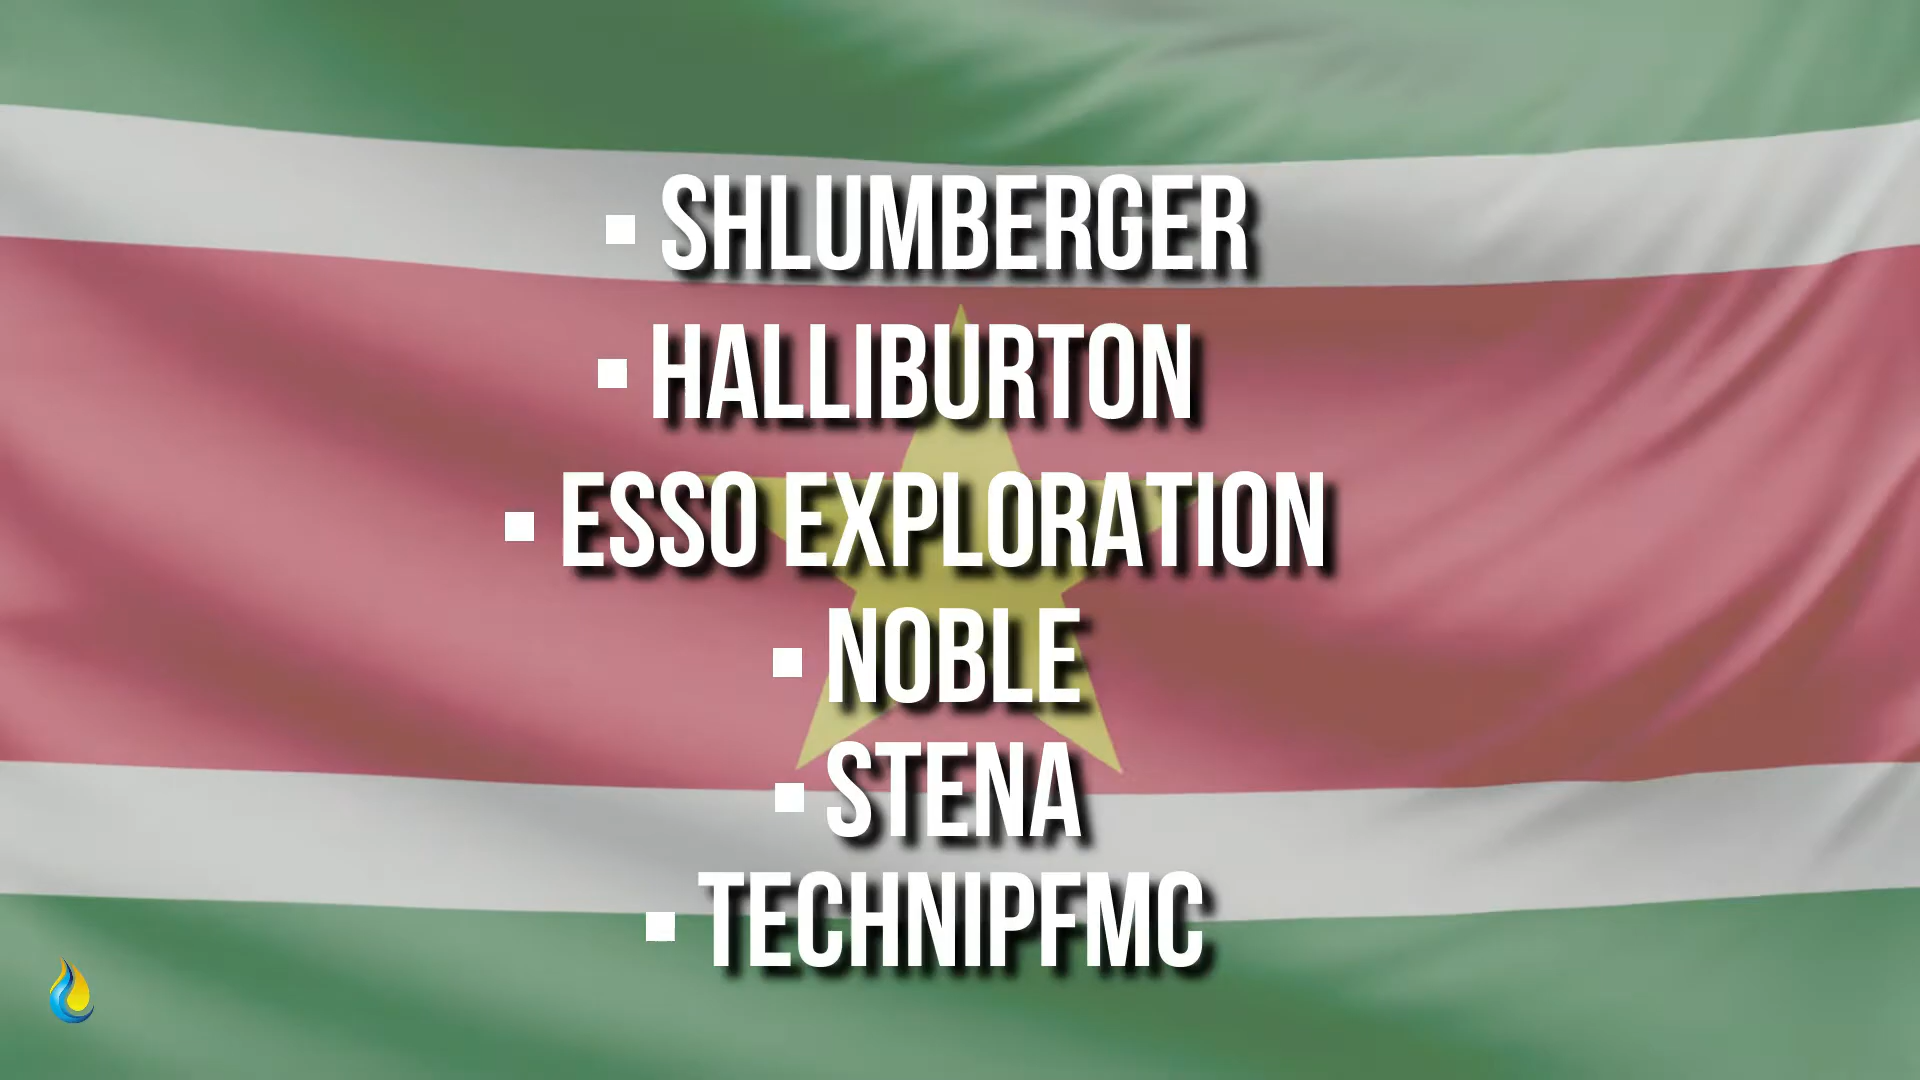 ▪ SHLUMBERGER
▪ HALLIBURTON
▪ ESSO EXPLORATION
▪ NOBLE
▪ STENA
▪ TECHNIPFMC